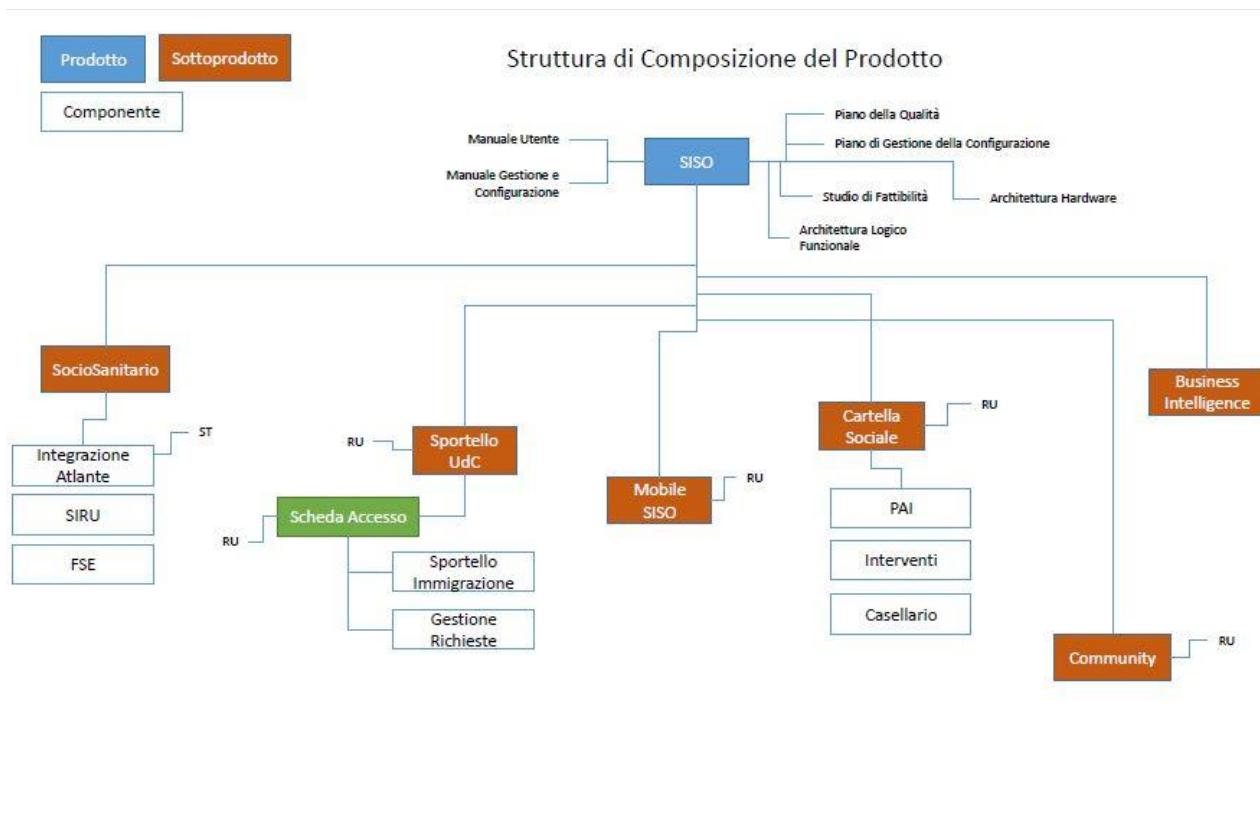 Struttura di Composizione del Prodotto
Prodotto
Sottoprodotto
Componente
Manuale Utente
Manuale Gestione e
Configurazione
SISO
Piano della Qualità
Piano di Gestione della Configurazione
Studio di Fattibilità
Architettura Hardware
Architettura Logico
Funzionale
SocioSanitario
ST
Integrazione
Atlante
SIRU
FSE
RU
Sportello
UdC
RU
Scheda Accesso
Sportello
Immigrazione
Gestione
Richieste
Mobile
SISO
RU
Cartella
Sociale
RU
PAI
Interventi
Casellario
Business
Intelligence
Community
RU